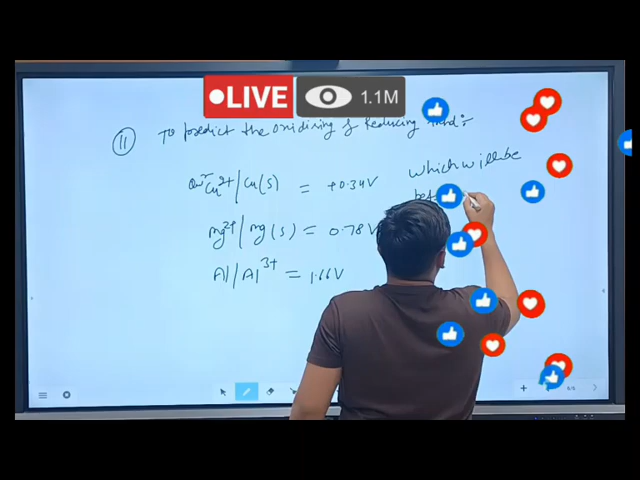 LIVE 1.1M
(11) To predict the Oxidising & Reducing
Cu²⁺/Cu(s) = +0.34V
Mg²⁺/Mg(s) = 0.78V
Al/Al³⁺ = 1.66V
which will be